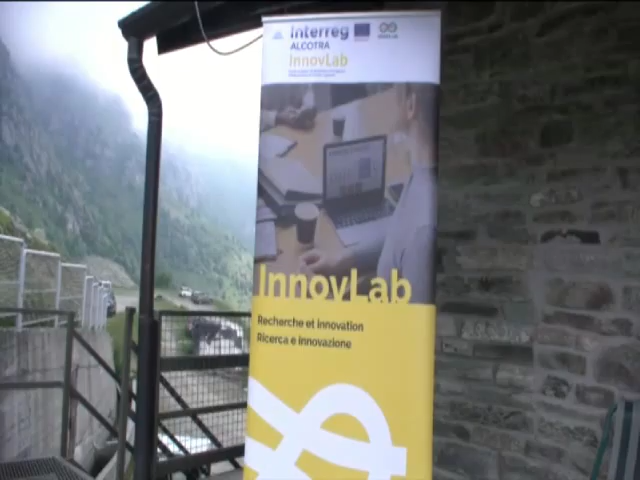 Interreg
ALCOTRA
InnovLab
InnovLab
Recherche et innovation
Ricerca e innovazione